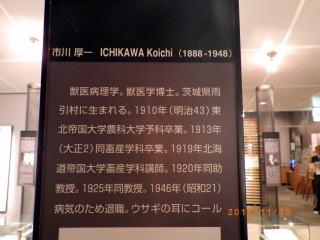 市川 厚一 ICHIKAWA Koichi (1888-1948)
獣医病理学。獣医学博士。茨城県雨
引村に生まれる。1910年(明治43)東
北帝国大学農科大学予科卒業。1913年
(大正2)同畜産学科卒業。1919年北海
道帝国大学畜産学科講師。1920年同助
教授。1925年同教授。1946年(昭和21)
病気のため退職。ウサギの耳にコール